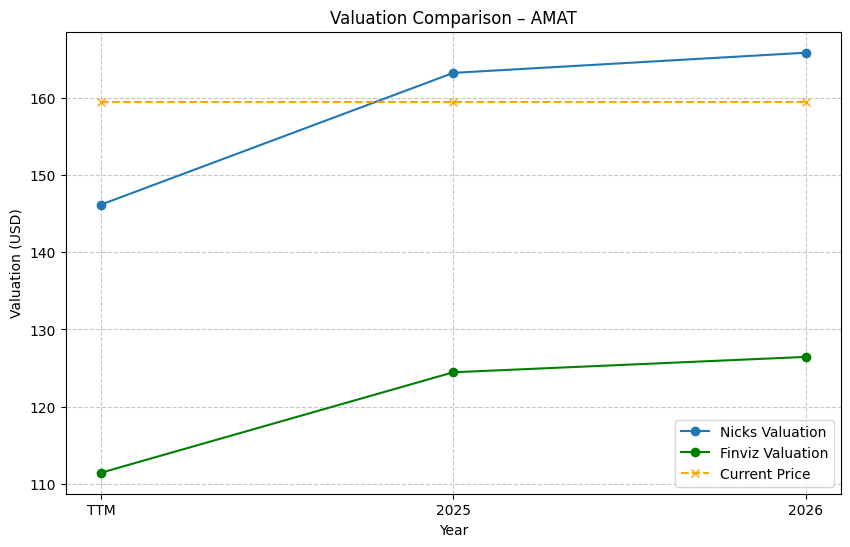 Valuation Comparison – AMAT
Valuation (USD)
160
150
140
130
120
110
TTM
2025
2026
Year
Nicks Valuation
Finviz Valuation
Current Price